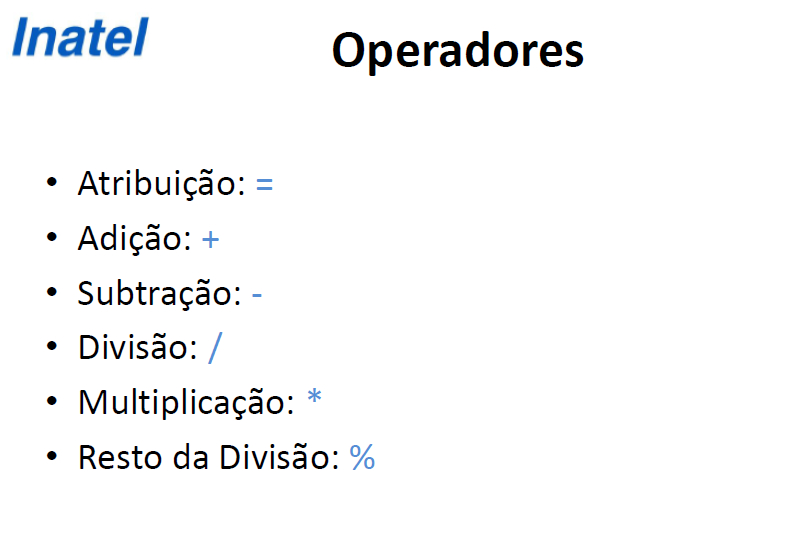 Inatel
Operadores
• Atribuição: =
• Adição: +
• Subtração: -
• Divisão: /
• Multiplicação: *
• Resto da Divisão: %